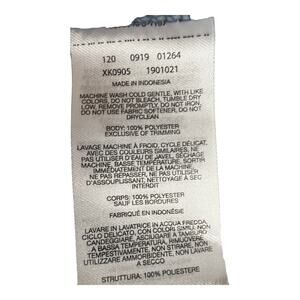 120 0919 01264
XK0905 1901021
MADE IN INDONESIA
MACHINE WASH COLD GENTLE, WITH LIKE
COLORS, DO NOT BLEACH, TUMBLE DRY
LOW, REMOVE PROMPTLY, DO NOT IRON,
DO NOT USE FABRIC SOFTENER, DO NOT
DRYCLEAN
BODY: 100% POLYESTER
EXCLUSIVE OF TRIMMING
LAVAGE MACHINE À FROID, CYCLE DÉLICAT,
AVEC DES COULEURS SIMILAIRES, NE
PAS UTILISER D'EAU DE JAVEL, SÉCHAGE
MACHINE, BASSE TEMPÉRATURE, SORTIR
IMMÉDIATEMENT DE LA MACHINE,
NE PAS REPASSER, NE PAS UTILISER
D'ASSOUPLISSANT, NETTOYAGE À SEC
INTERDIT
CORPS: 100% POLYESTER
SAUF LES BORDURES
FABRIQUÉ EN INDONÉSIE
LAVARE IN LAVATRICE IN ACQUA FREDDA,
CICLO DELICATO, CON COLORI SIMILI, NON
CANDEGGIARE, ASCIUGARE A TAMBURO
A BASSA TEMPERATURA, RIMUOVERE
TEMPESTIVAMENTE, NON STIRARE, NON
UTILIZZARE AMMORBIDENTE, NON LAVARE
A SECCO
STRUTTURA: 100% POLIESTERE